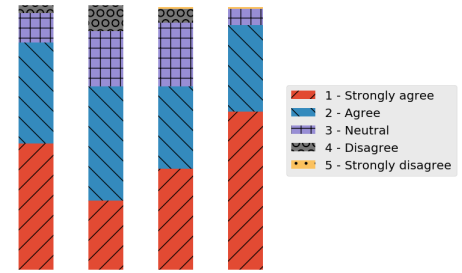 1 - Strongly agree
2 - Agree
3 - Neutral
4 - Disagree
5 - Strongly disagree